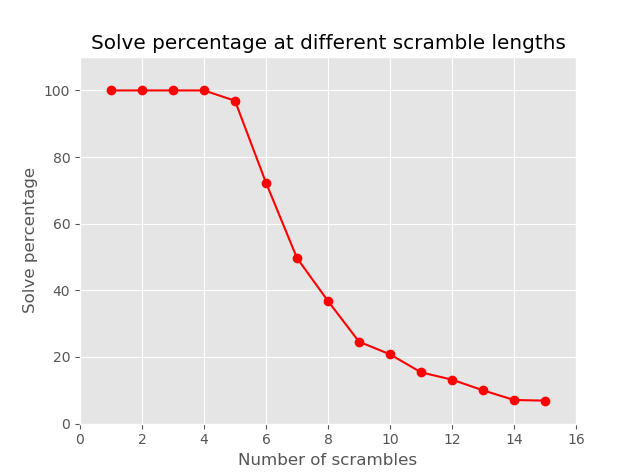 Solve percentage at different scramble lengths
100
80
60
40
20
0
Solve percentage
0 2 4 6 8 10 12 14 16
Number of scrambles